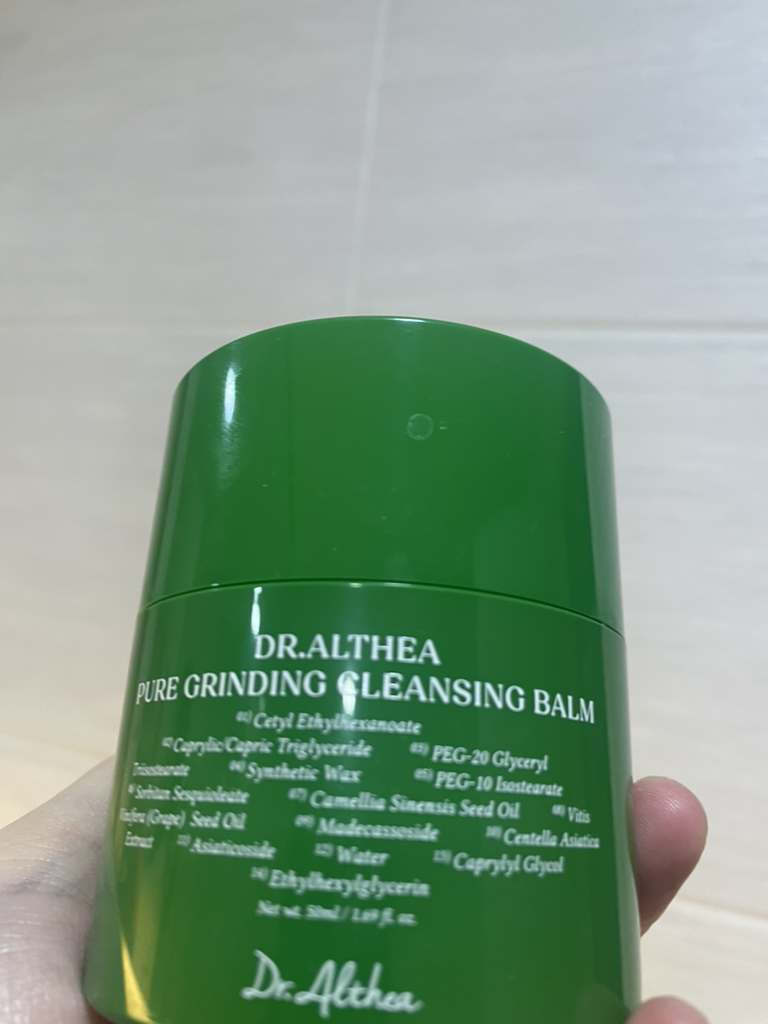 DR.ALTHEA
PURE GRINDING CLEANSING BALM
01) Cetyl Ethylhexanoate
02) Caprylic/Capric Triglyceride 03) PEG-20 Glyceryl
Triisostearate 04) Synthetic Wax 05) PEG-10 Isostearate
06) Sorbitan Sesquioleate 07) Camellia Sinensis Seed Oil 08) Vitis
Vinifera (Grape) Seed Oil 09) Madecassoside 10) Centella Asiatica
Extract 11) Asiaticoside 12) Water 13) Caprylyl Glycol
14) Ethylhexylglycerin
Net wt. 50ml / 1.69 fl. oz.
Dr.Althea